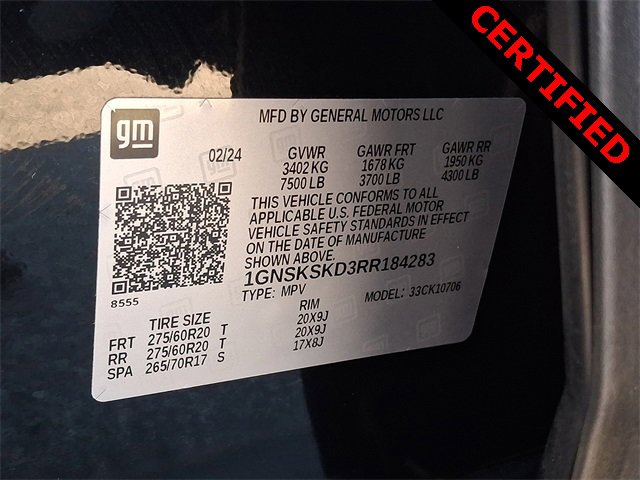 CERTIFIED
gm
MFD BY GENERAL MOTORS LLC
02/24 GVWR GAWR FRT GAWR RR
3402 KG 1678 KG 1950 KG
7500 LB 3700 LB 4300 LB
THIS VEHICLE CONFORMS TO ALL
APPLICABLE U.S. FEDERAL MOTOR
VEHICLE SAFETY STANDARDS IN EFFECT
ON THE DATE OF MANUFACTURE
SHOWN ABOVE.
1GNSKSKD3RR184283
8555
TYPE: MPV MODEL: 33CK10706
TIRE SIZE RIM
FRT 275/60R20 T 20X9J
RR 275/60R20 T 20X9J
SPA 265/70R17 S 17X8J